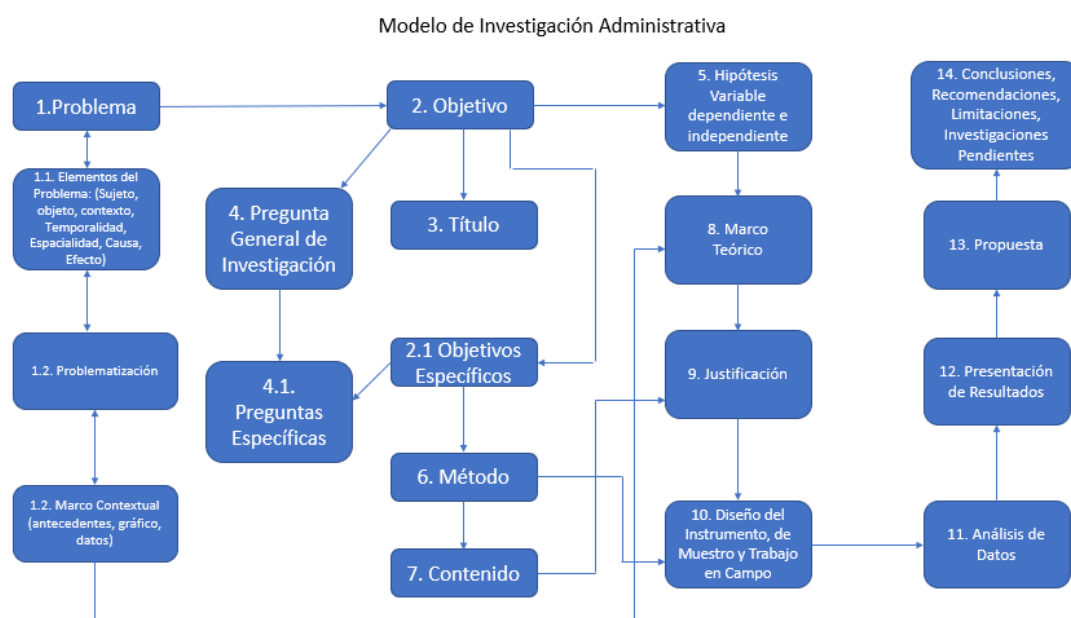 Modelo de Investigación Administrativa
1.Problema
1.1. Elementos del
Problema: (Sujeto,
objeto, contexto,
Temporalidad,
Espacialidad, Causa,
Efecto)
1.2. Problematización
1.2. Marco Contextual
(antecedentes, gráfico,
datos)
2. Objetivo
4. Pregunta
General de
Investigación
3. Título
4.1.
Preguntas
Específicas
2.1 Objetivos
Específicos
6. Método
7. Contenido
5. Hipótesis
Variable
dependiente e
independiente
8. Marco
Teórico
9. Justificación
10. Diseño del
Instrumento, de
Muestro y Trabajo
en Campo
14. Conclusiones,
Recomendaciones,
Limitaciones,
Investigaciones
Pendientes
13. Propuesta
12. Presentación
de Resultados
11. Análisis de
Datos